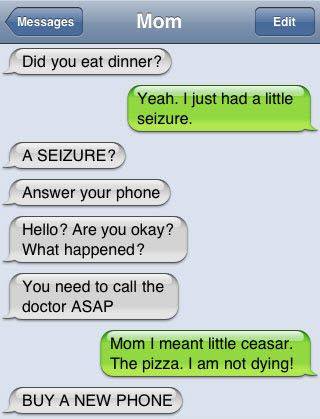 Messages
Mom
Edit
Did you eat dinner?
Yeah. I just had a little
seizure.
A SEIZURE?
Answer your phone
Hello? Are you okay?
What happened?
You need to call the
doctor ASAP
Mom I meant little ceasar.
The pizza. I am not dying!
BUY A NEW PHONE